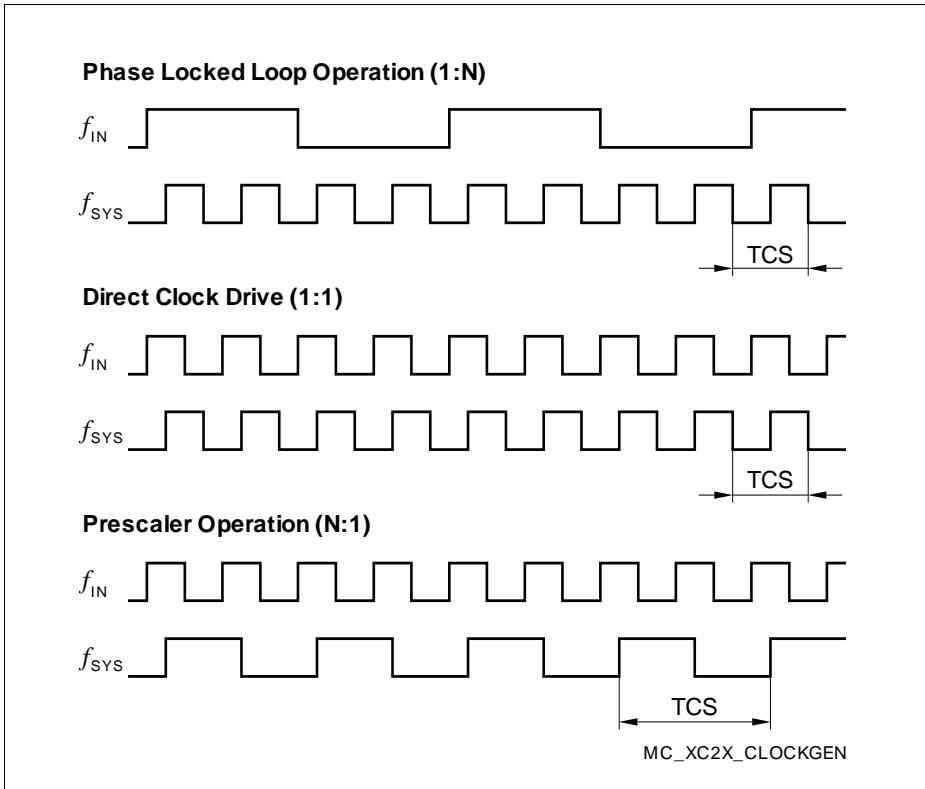 Phase Locked Loop Operation (1:N)
fIN
fSYS
TCS
Direct Clock Drive (1:1)
fIN
fSYS
TCS
Prescaler Operation (N:1)
fIN
fSYS
TCS
MC_XC2X_CLOCKGEN